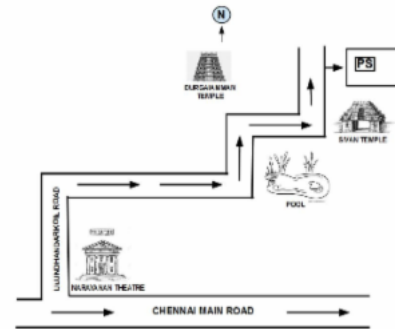 N
PS
DURGAYAMMAN
TEMPLE
SIVAN TEMPLE
POOL
NARAYANAN THEATRE
CHENNAI MAIN ROAD